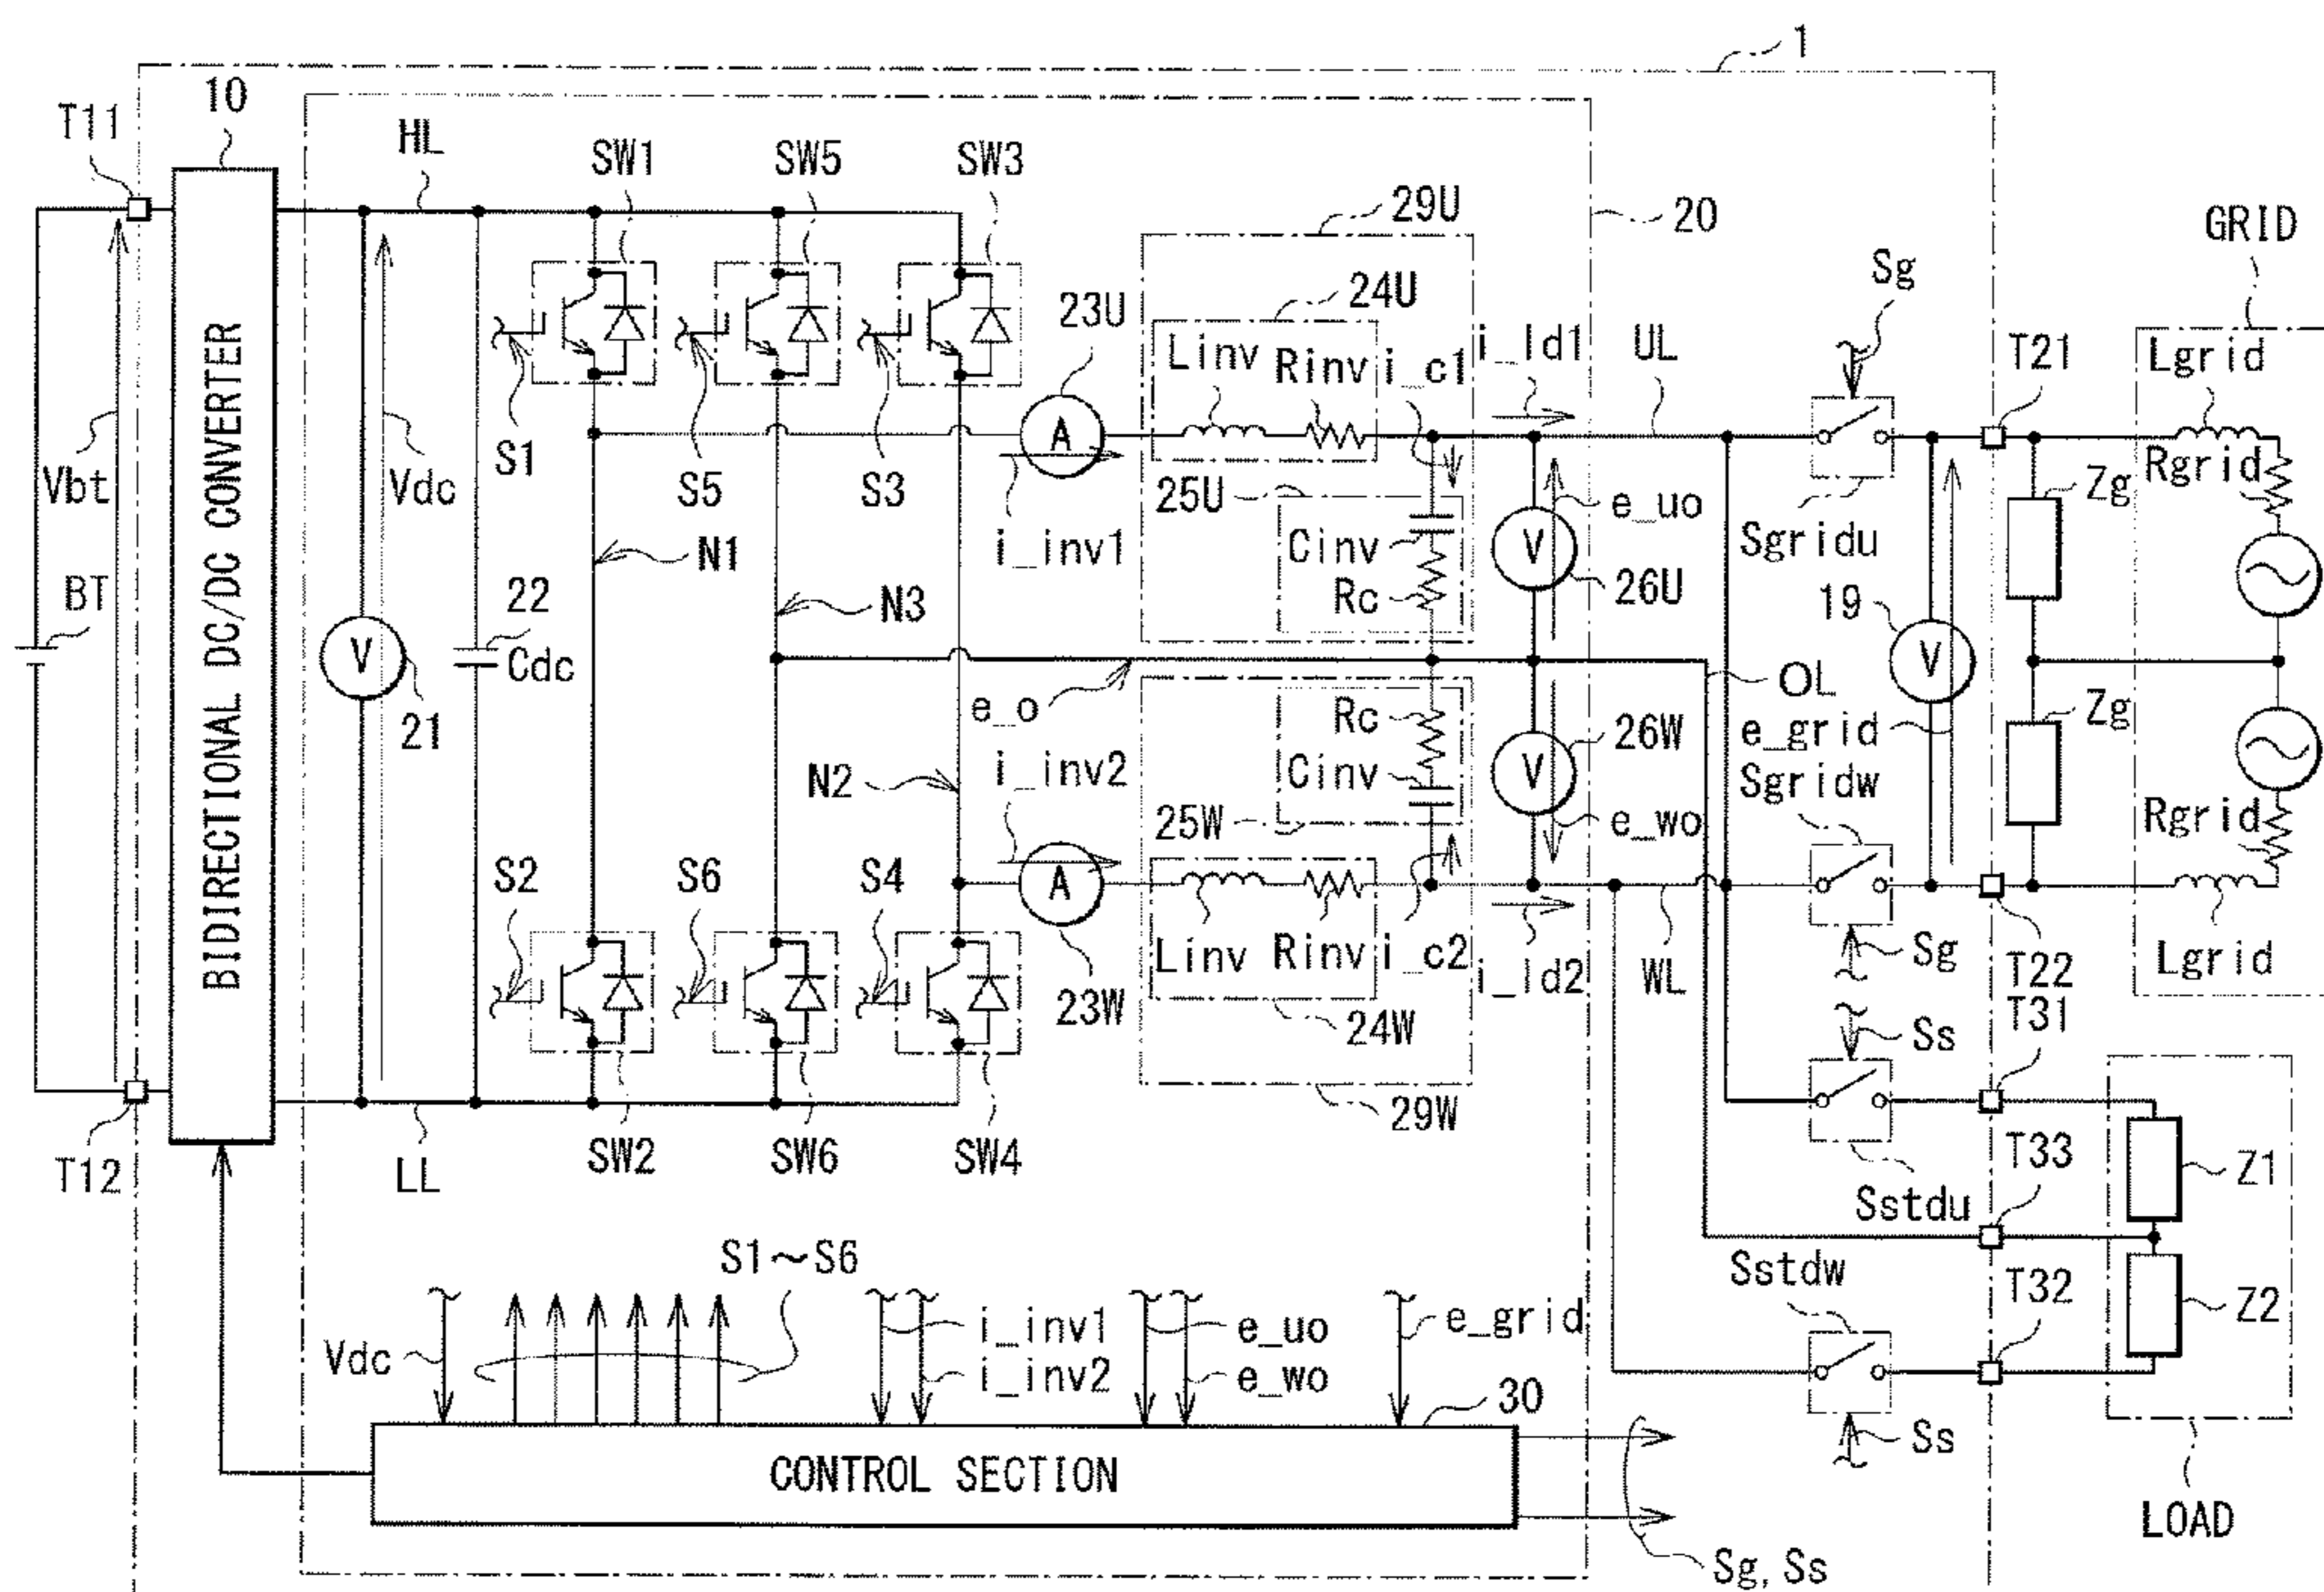 1
10
T11
HL
SW1
SW5
SW3
29U
20
GRID
Sg
24U
23U
Linv
Rinv
i_c1
i_ld1
UL
T21
Lgrid
Rgrid
S1
S5
S3
Vbt
Vdc
25U
e_uo
Zg
i_inv1
Cinv
Sgridu
N1
BT
22
Cdc
BIDIRECTIONAL DC/DC CONVERTER
N3
Rc
26U
19
V
V
V
A
OL
e_o
Rc
26W
e_grid
Zg
21
i_inv2
Cinv
V
Sgridw
N2
25W
e_wo
Rgrid
S2
S6
S4
A
Linv
Rinv
i_c2
i_ld2
WL
Sg
T22
Lgrid
23W
24W
T31
Ss
29W
T12
LL
SW2
SW6
SW4
T33
Z1
Sstdu
S1～S6
Sstdw
T32
Z2
Vdc
i_inv1
i_inv2
e_uo
e_wo
e_grid
30
Ss
CONTROL SECTION
LOAD
Sg, Ss